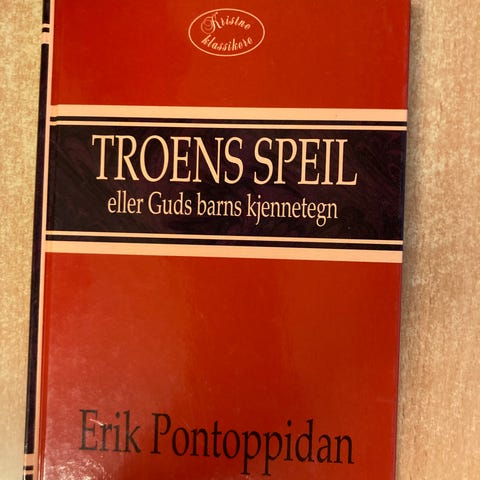 Kristne
klassikere
TROENS SPEIL
eller Guds barns kjennetegn
Erik Pontoppidan